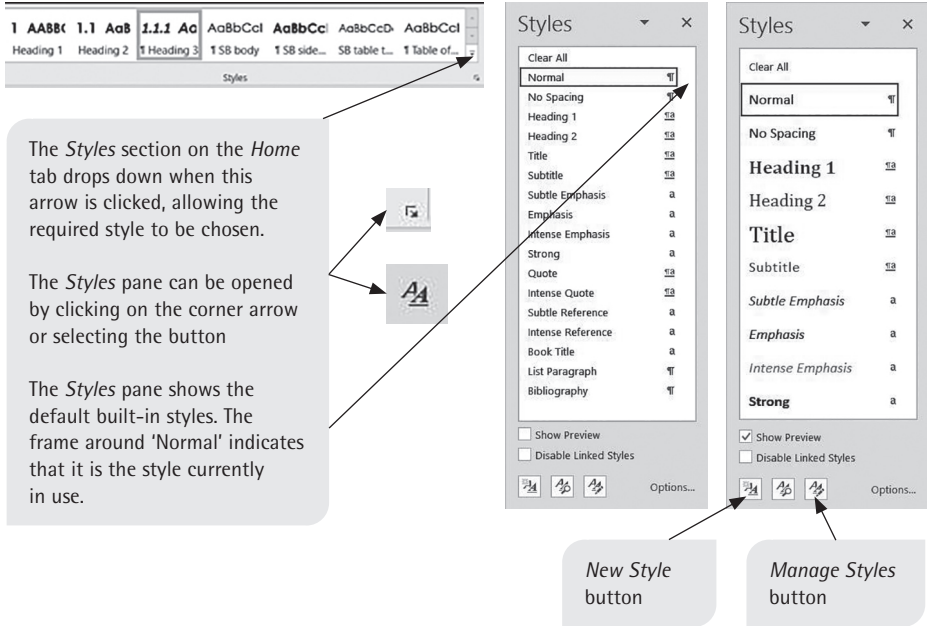 1 AABB( 1.1 AaB 1.1.1 Aa AaBbCcI AaBbCc AaBbCcD AaBbCcI
Heading 1 Heading 2 ¶ Heading 3 ¶ SB body ¶ SB side... SB table t... ¶ Table of...
Styles
The Styles section on the Home
tab drops down when this
arrow is clicked, allowing the
required style to be chosen.
The Styles pane can be opened
by clicking on the corner arrow
or selecting the button
The Styles pane shows the
default built-in styles. The
frame around ‘Normal’ indicates
that it is the style currently
in use.
Styles
Clear All
Normal ¶
No Spacing ¶
Heading 1 ¶a
Heading 2 ¶a
Title ¶a
Subtitle ¶a
Subtle Emphasis a
Emphasis a
Intense Emphasis a
Strong a
Quote ¶a
Intense Quote ¶a
Subtle Reference a
Intense Reference a
Book Title a
List Paragraph ¶
Bibliography ¶
Show Preview
Disable Linked Styles
Options...
Styles
Clear All
Normal ¶
No Spacing ¶
Heading 1 ¶a
Heading 2 ¶a
Title ¶a
Subtitle ¶a
Subtle Emphasis a
Emphasis a
Intense Emphasis a
Strong a
Show Preview
Disable Linked Styles
Options...
New Style
button
Manage Styles
button